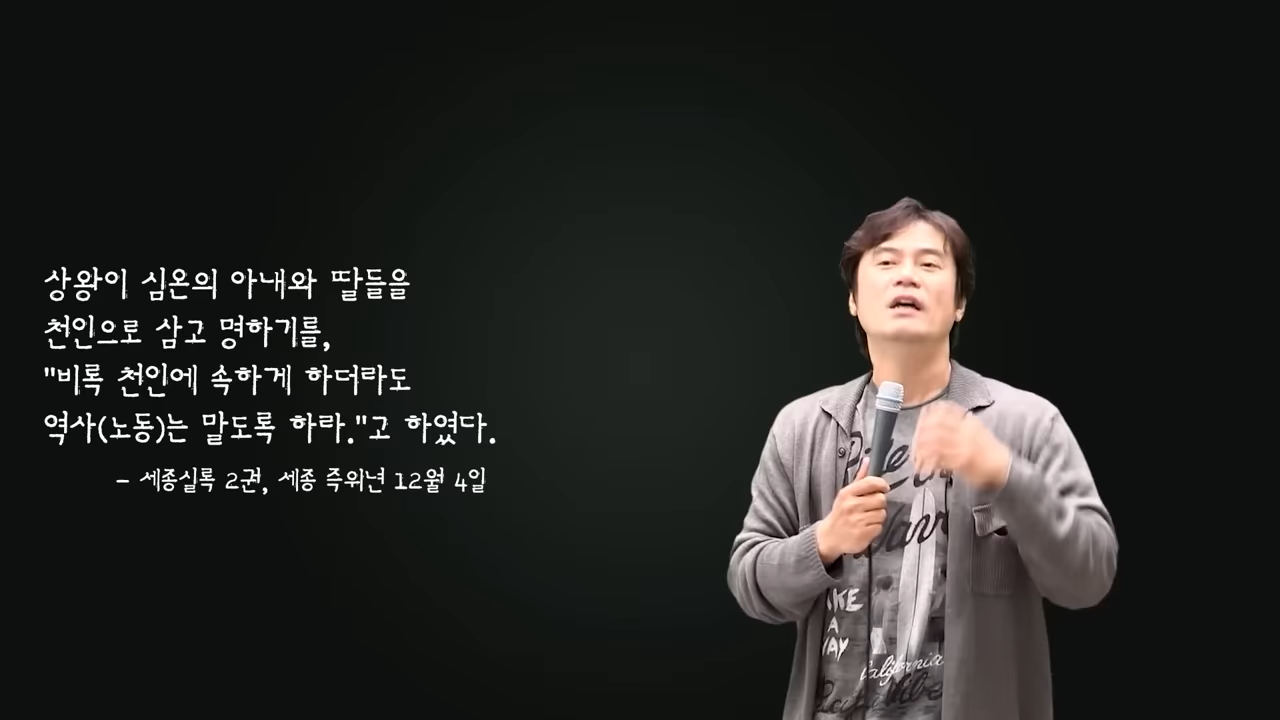 상왕이 심온의 아내와 딸들을
천인으로 삼고 명하기를,
"비록 천인에 속하게 하더라도
역사(노동)는 말도록 하라."고 하였다.
- 세종실록 2권, 세종 즉위년 12월 4일
California